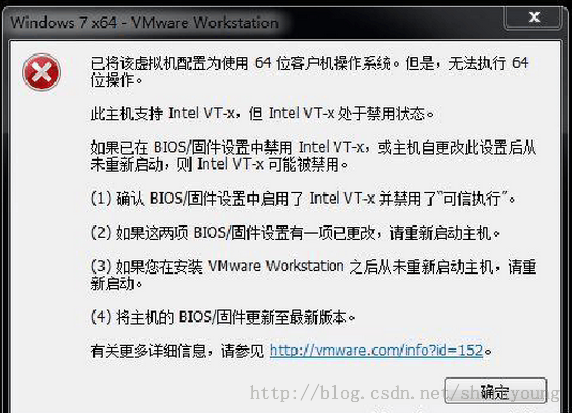 Windows 7 x64 - VMware Workstation
已将该虚拟机配置为使用 64 位客户机操作系统。但是，无法执行 64
位操作。
此主机支持 Intel VT-x，但 Intel VT-x 处于禁用状态。
如果已在 BIOS/固件设置中禁用 Intel VT-x，或主机自更改此设置后从
未重新启动，则 Intel VT-x 可能被禁用。
(1) 确认 BIOS/固件设置中启用了 Intel VT-x 并禁用了“可信执行”。
(2) 如果这两项 BIOS/固件设置有一项已更改，请重新启动主机。
(3) 如果您在安装 VMware Workstation 之后从未重新启动主机，请重
新启动。
(4) 将主机的 BIOS/固件更新至最新版本。
有关更多详细信息，请参见 http://vmware.com/info?id=152。
确定